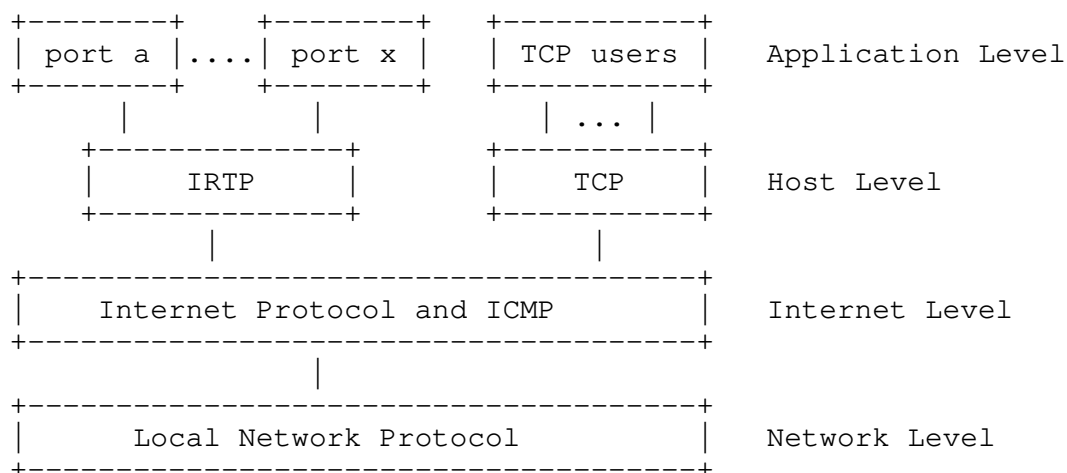 port a .... port x TCP users Application Level
...
IRTP TCP Host Level
Internet Protocol and ICMP Internet Level
Local Network Protocol Network Level